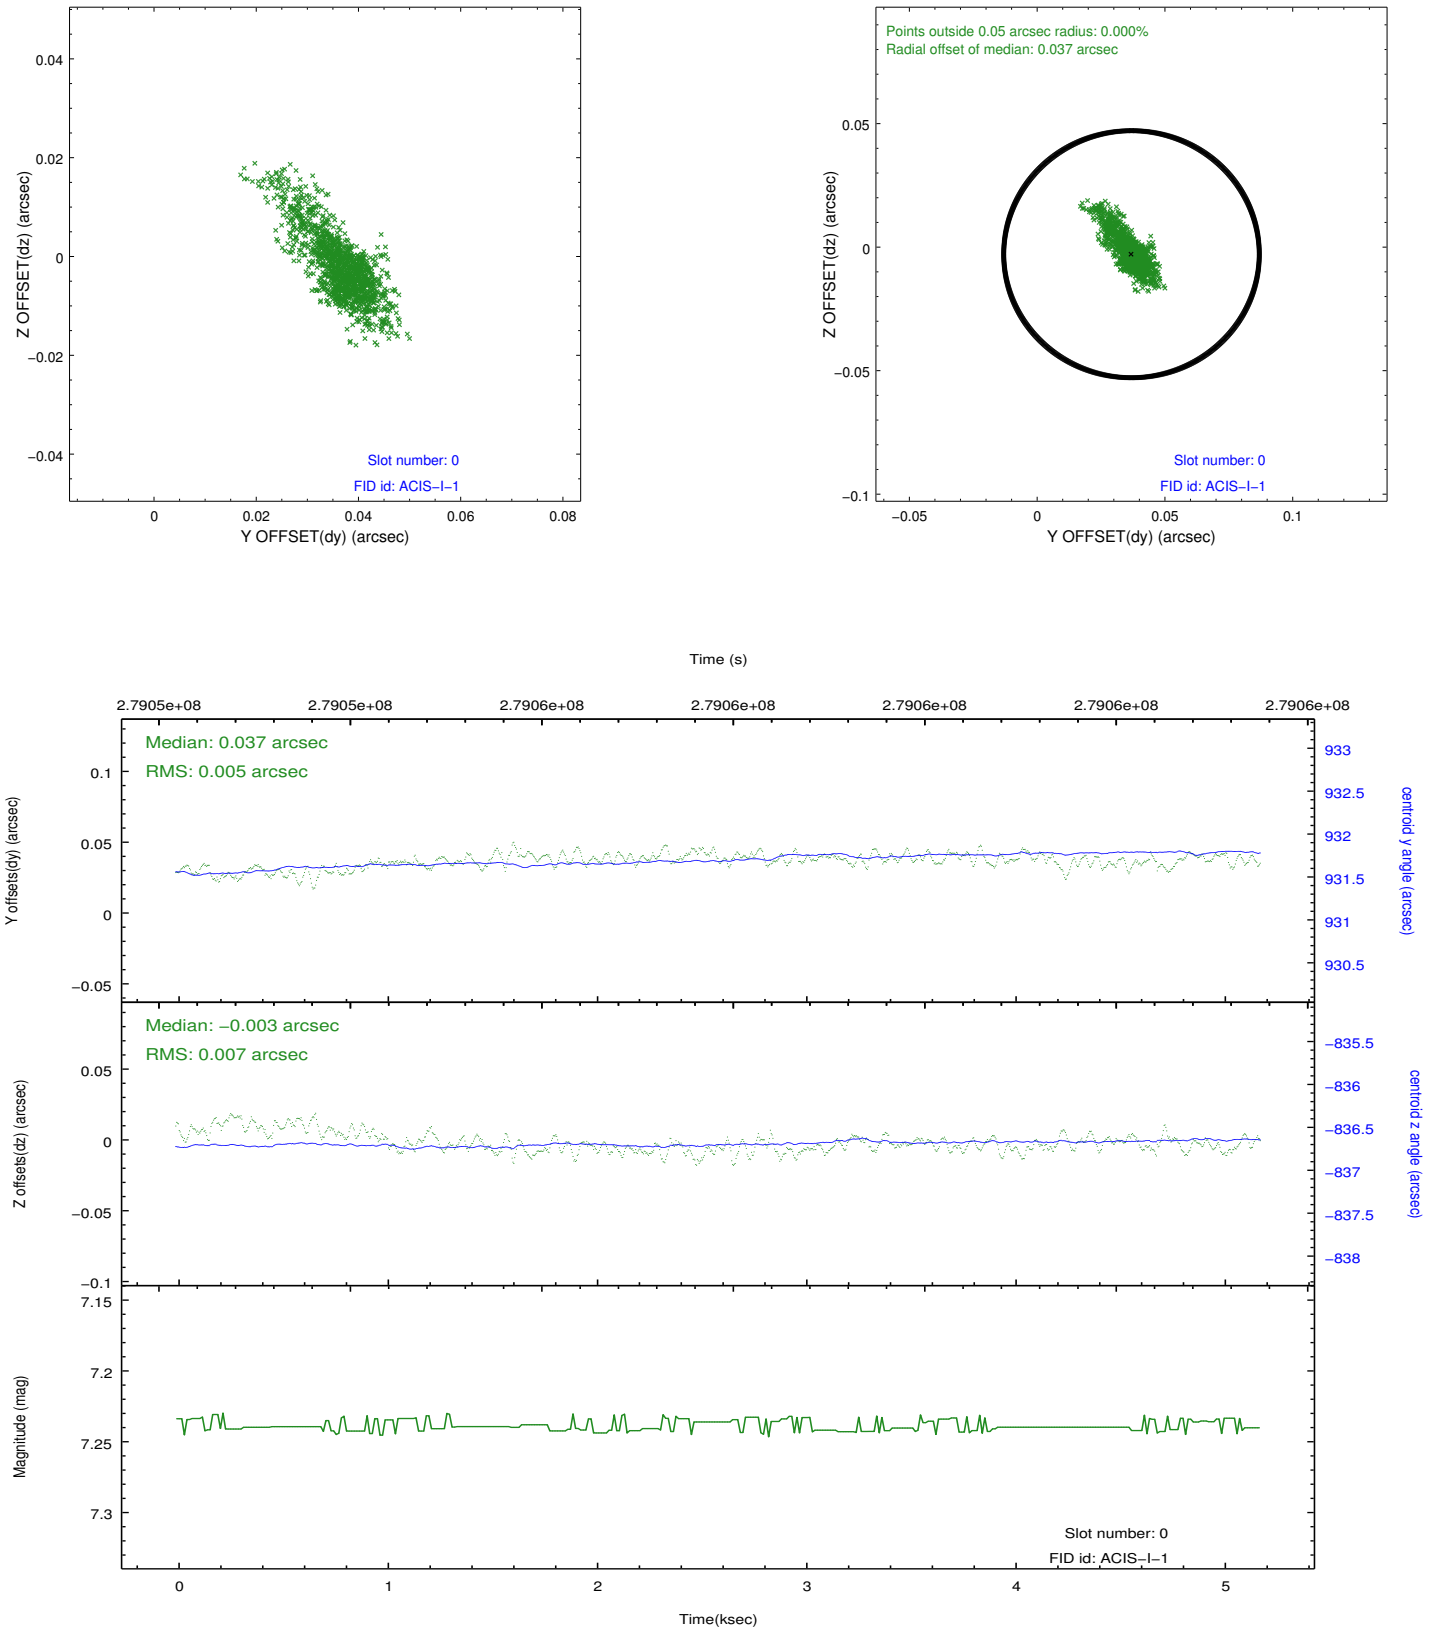 0.04
0.02
0
−0.02
−0.04
Z OFFSET(dz) (arcsec)
Slot number: 0
FID id: ACIS−I−1
0
0.02
0.04
0.06
0.08
Y OFFSET(dy) (arcsec)
Points outside 0.05 arcsec radius: 0.000%
Radial offset of median: 0.037 arcsec
0.05
0
−0.05
−0.1
Z OFFSET(dz) (arcsec)
Slot number: 0
FID id: ACIS−I−1
−0.05
0
0.05
0.1
Y OFFSET(dy) (arcsec)
Time (s)
2.7905e+08
2.7905e+08
2.7906e+08
2.7906e+08
2.7906e+08
2.7906e+08
2.7906e+08
Median: 0.037 arcsec
RMS: 0.005 arcsec
0.1
0.05
0
−0.05
Y offsets(dy) (arcsec)
933
932.5
932
931.5
931
930.5
centroid y angle (arcsec)
Median: −0.003 arcsec
RMS: 0.007 arcsec
0.05
0
−0.05
−0.1
Z offsets(dz) (arcsec)
−835.5
−836
−836.5
−837
−837.5
−838
centroid z angle (arcsec)
7.15
7.2
7.25
7.3
Magnitude (mag)
Slot number: 0
FID id: ACIS−I−1
0
1
2
3
4
5
Time(ksec)